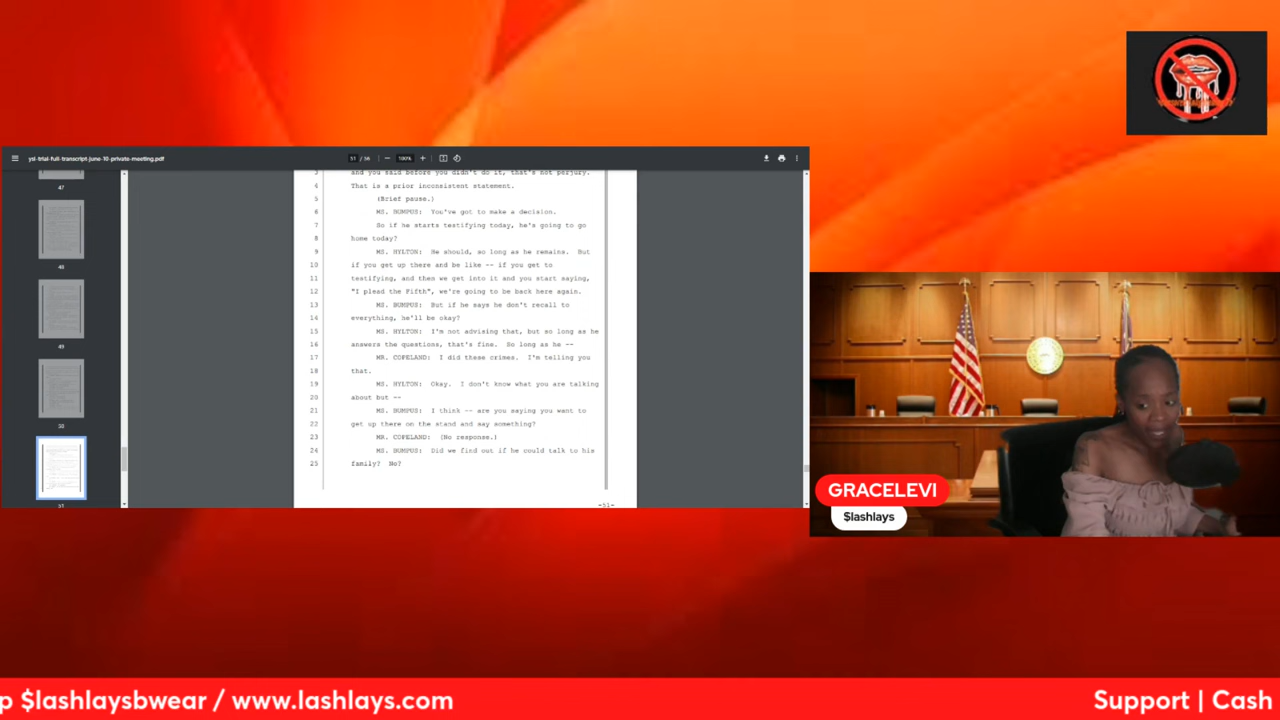 ysl-trial-full-transcript-june-10-private-meeting.pdf
51 / 56
100%
47
48
49
50
51
3 and you said before you didn't do it, that's not perjury.
4 That is a prior inconsistent statement.
5 (Brief pause.)
6 MS. BUMPUS: You've got to make a decision.
7 So if he starts testifying today, he's going to go
8 home today?
9 MS. HYLTON: He should, so long as he remains. But
10 if you get up there and be like -- if you get to
11 testifying, and then we get into it and you start saying,
12 "I plead the Fifth", we're going to be back here again.
13 MS. BUMPUS: But if he says he don't recall to
14 everything, he'll be okay?
15 MS. HYLTON: I'm not advising that, but so long as he
16 answers the questions, that's fine. So long as he --
17 MR. COPELAND: I did these crimes. I'm telling you
18 that.
19 MS. HYLTON: Okay. I don't know what you are talking
20 about but --
21 MS. BUMPUS: I think -- are you saying you want to
22 get up there on the stand and say something?
23 MR. COPELAND: (No response.)
24 MS. BUMPUS: Did we find out if he could talk to his
25 family? No?
-51-
GRACELEVI
$lashlays
p $lashlaysbwear / www.lashlays.com
Support | Cash